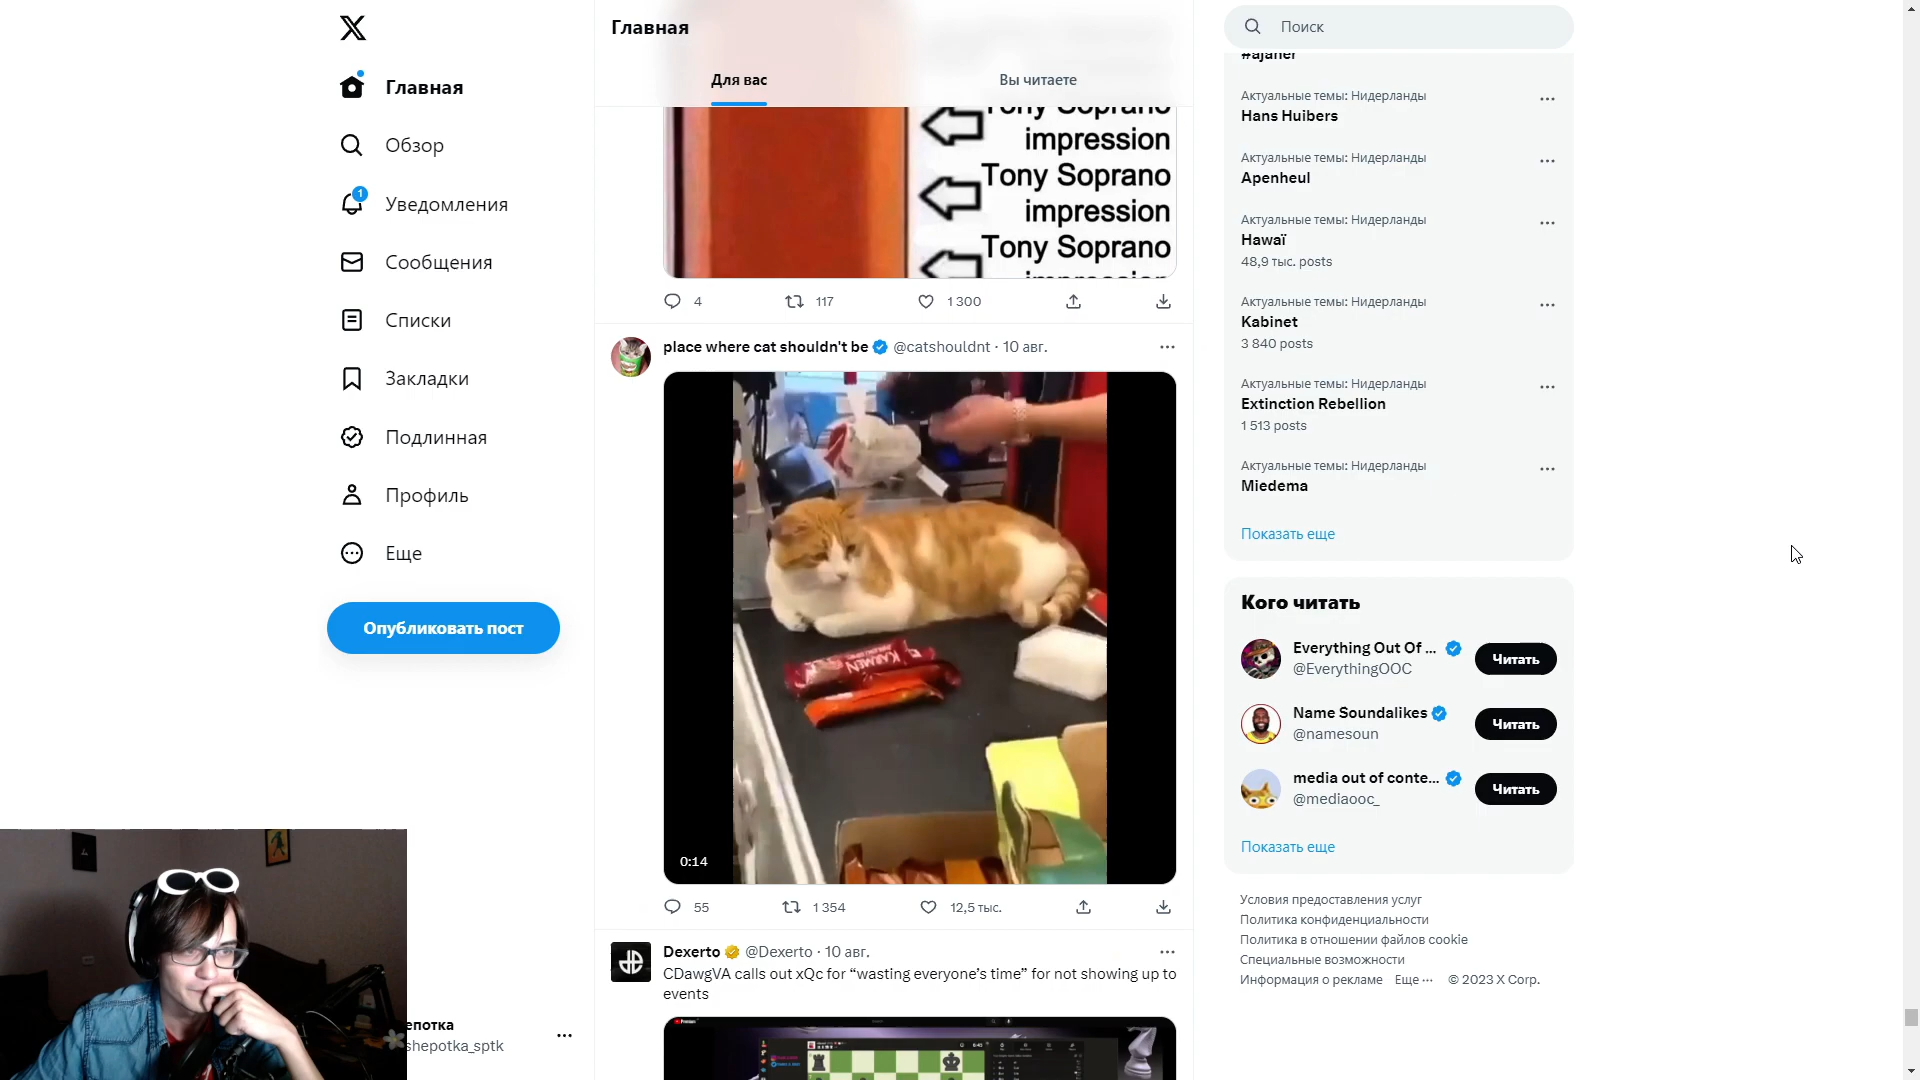 Главная
Для вас
Вы читаете
Главная
Обзор
1
Уведомления
Сообщения
Списки
Закладки
Подлинная
Профиль
Еще
Опубликовать пост
Tony Soprano
impression
Tony Soprano
impression
Tony Soprano
impression
4
117
1 300
place where cat shouldn't be @catshouldnt · 10 авг.
KARMEN
0:14
55
1 354
12,5 тыс.
Dexerto @Dexerto · 10 авг.
CDawgVA calls out xQc for “wasting everyone’s time” for not showing up to
events
Поиск
#ajaher
Актуальные темы: Нидерланды
Hans Huibers
Актуальные темы: Нидерланды
Apenheul
Актуальные темы: Нидерланды
Hawaï
48,9 тыс. posts
Актуальные темы: Нидерланды
Kabinet
3 840 posts
Актуальные темы: Нидерланды
Extinction Rebellion
1 513 posts
Актуальные темы: Нидерланды
Miedema
Показать еще
Кого читать
Everything Out Of ...
@EverythingOOC
Читать
Name Soundalikes
@namesoun
Читать
media out of conte...
@mediaooc_
Читать
Показать еще
Условия предоставления услуг
Политика конфиденциальности
Политика в отношении файлов cookie
Специальные возможности
Информация о рекламе Еще ··· © 2023 X Corp.
епотка
shepotka_sptk